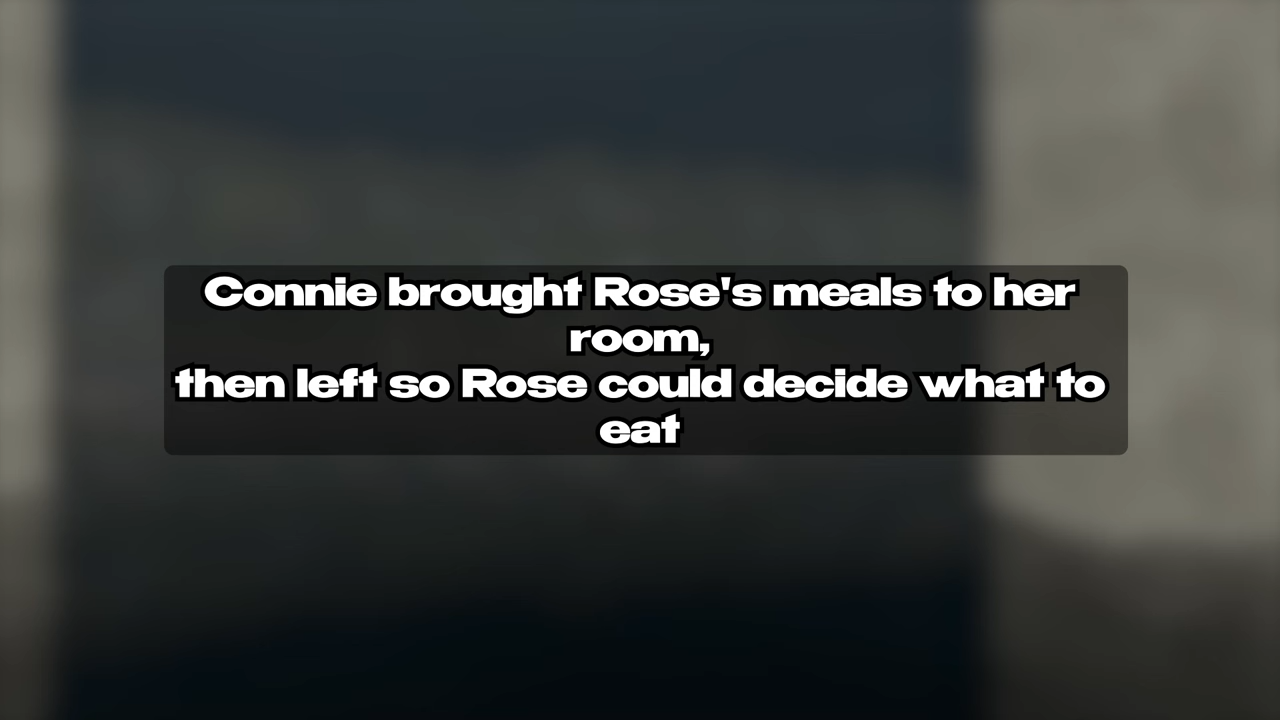 Connie brought Rose's meals to her
room,
then left so Rose could decide what to
eat